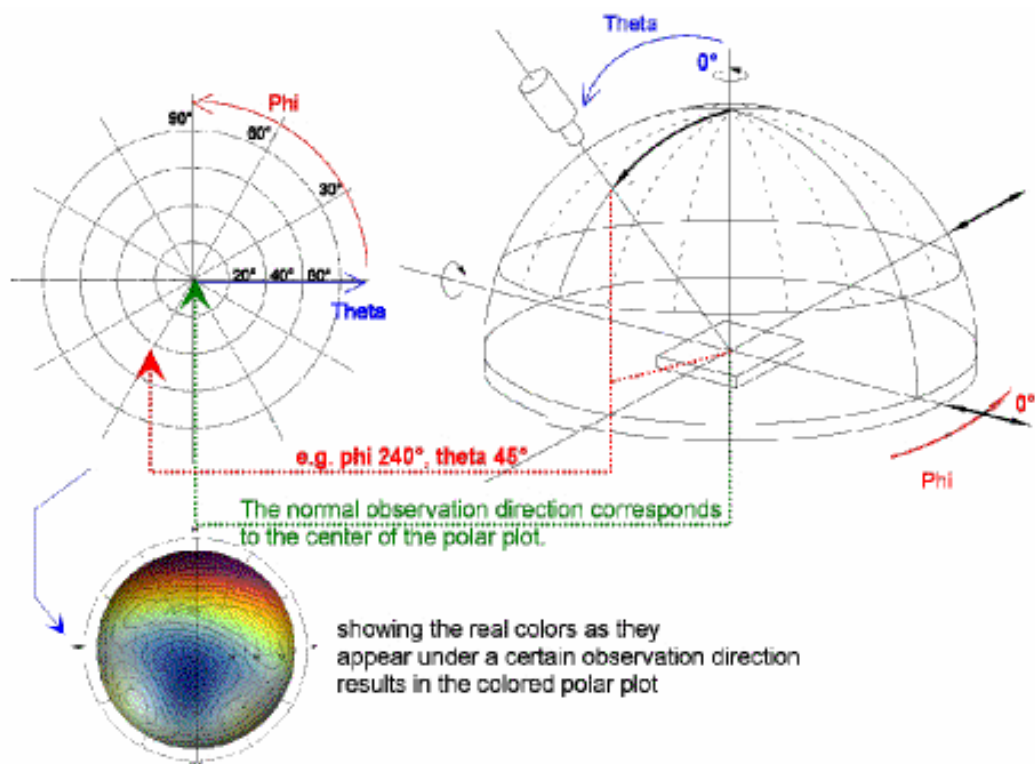 Theta
0°
Phi
90°
60°
30°
20° 40° 60°
Theta
0°
e.g. phi 240°, theta 45°
Phi
The normal observation direction corresponds
to the center of the polar plot.
showing the real colors as they
appear under a certain observation direction
results in the colored polar plot